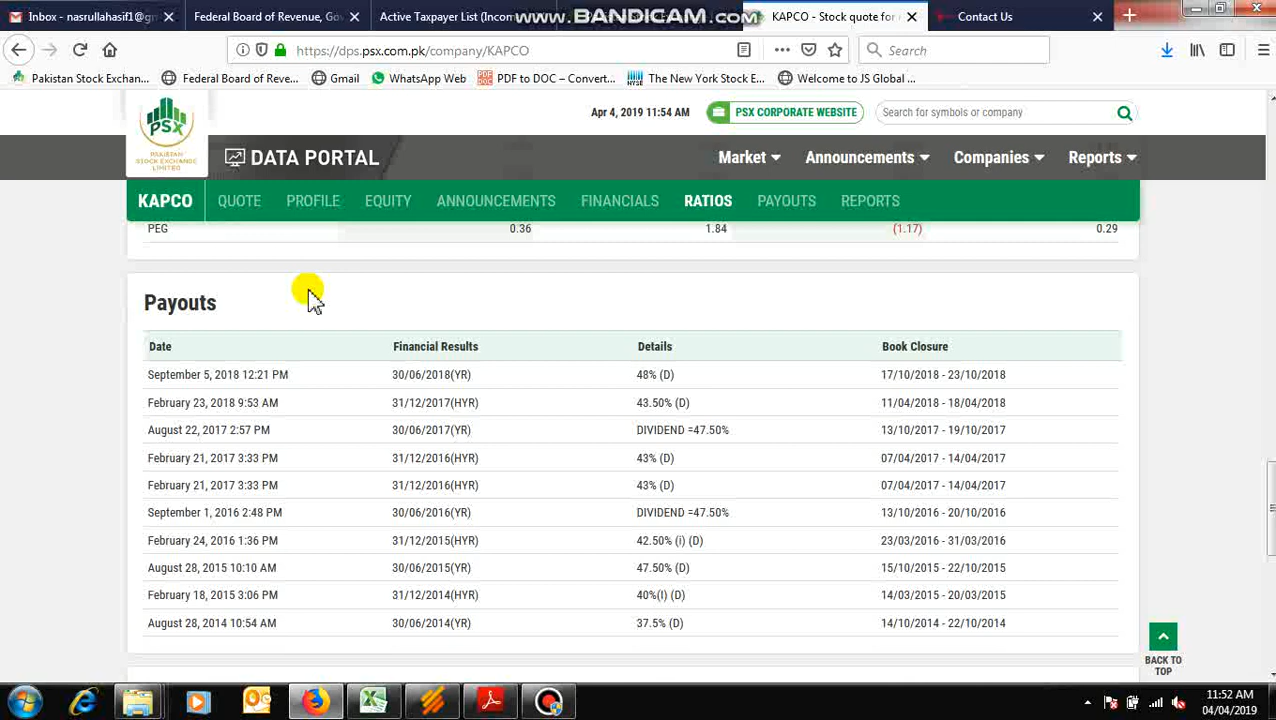 Inbox - nasrullahasif1@gm
Federal Board of Revenue, Gov
Active Taxpayer List (Income
www.BANDICAM.com
KAPCO - Stock quote for
Contact Us
https://dps.psx.com.pk/company/KAPCO
Search
Pakistan Stock Exchan...
Federal Board of Reve...
Gmail
WhatsApp Web
PDF to DOC – Convert...
The New York Stock E...
Welcome to JS Global ...
PSX
PAKISTAN
STOCK EXCHANGE
LIMITED
Apr 4, 2019 11:54 AM
PSX CORPORATE WEBSITE
Search for symbols or company
DATA PORTAL
Market
Announcements
Companies
Reports
KAPCO QUOTE PROFILE EQUITY ANNOUNCEMENTS FINANCIALS RATIOS PAYOUTS REPORTS
PEG 0.36 1.84 (1.17) 0.29
Payouts
Date Financial Results Details Book Closure
September 5, 2018 12:21 PM 30/06/2018(YR) 48% (D) 17/10/2018 - 23/10/2018
February 23, 2018 9:53 AM 31/12/2017(HYR) 43.50% (D) 11/04/2018 - 18/04/2018
August 22, 2017 2:57 PM 30/06/2017(YR) DIVIDEND =47.50% 13/10/2017 - 19/10/2017
February 21, 2017 3:33 PM 31/12/2016(HYR) 43% (D) 07/04/2017 - 14/04/2017
February 21, 2017 3:33 PM 31/12/2016(HYR) 43% (D) 07/04/2017 - 14/04/2017
September 1, 2016 2:48 PM 30/06/2016(YR) DIVIDEND =47.50% 13/10/2016 - 20/10/2016
February 24, 2016 1:36 PM 31/12/2015(HYR) 42.50% (i) (D) 23/03/2016 - 31/03/2016
August 28, 2015 10:10 AM 30/06/2015(YR) 47.50% (D) 15/10/2015 - 22/10/2015
February 18, 2015 3:06 PM 31/12/2014(HYR) 40%(I) (D) 14/03/2015 - 20/03/2015
August 28, 2014 10:54 AM 30/06/2014(YR) 37.5% (D) 14/10/2014 - 22/10/2014
BACK TO
TOP
11:52 AM
04/04/2019